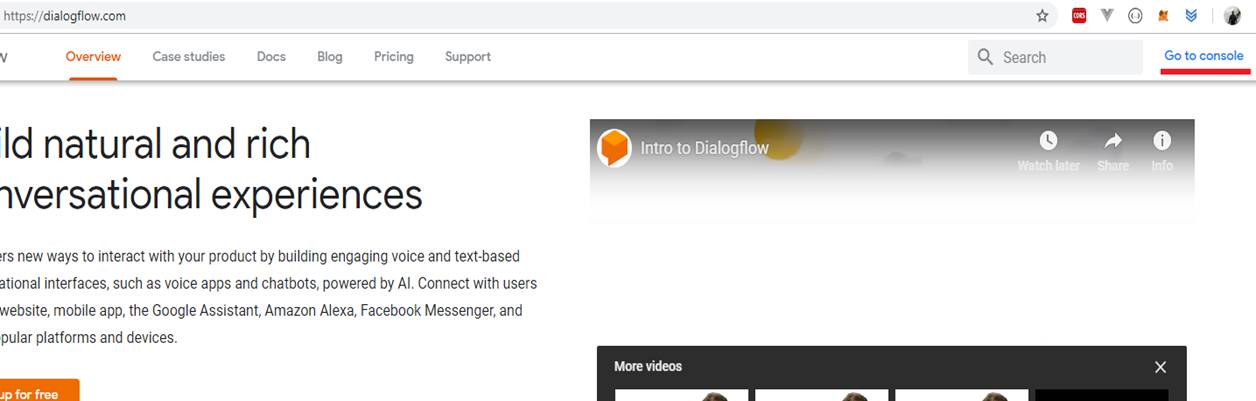 https://dialogflow.com
CORS
Overview
Case studies
Docs
Blog
Pricing
Support
Search
Go to console
ild natural and rich
nversational experiences
Intro to Dialogflow
Watch later
Share
Info
ers new ways to interact with your product by building engaging voice and text-based
ational interfaces, such as voice apps and chatbots, powered by AI. Connect with users
website, mobile app, the Google Assistant, Amazon Alexa, Facebook Messenger, and
opular platforms and devices.
up for free
More videos